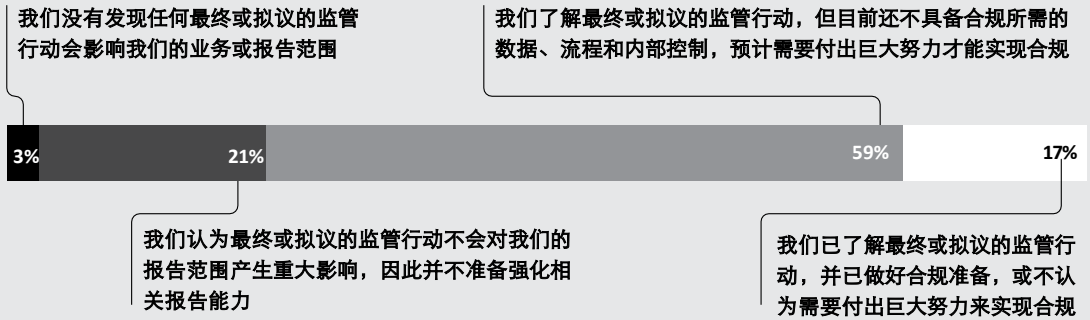 我们没有发现任何最终或拟议的监管
行动会影响我们的业务或报告范围
我们了解最终或拟议的监管行动，但目前还不具备合规所需的
数据、流程和内部控制，预计需要付出巨大努力才能实现合规
3%
21%
59%
17%
我们认为最终或拟议的监管行动不会对我们的
报告范围产生重大影响，因此并不准备强化相
关报告能力
我们已了解最终或拟议的监管行
动，并已做好合规准备，或不认
为需要付出巨大努力来实现合规